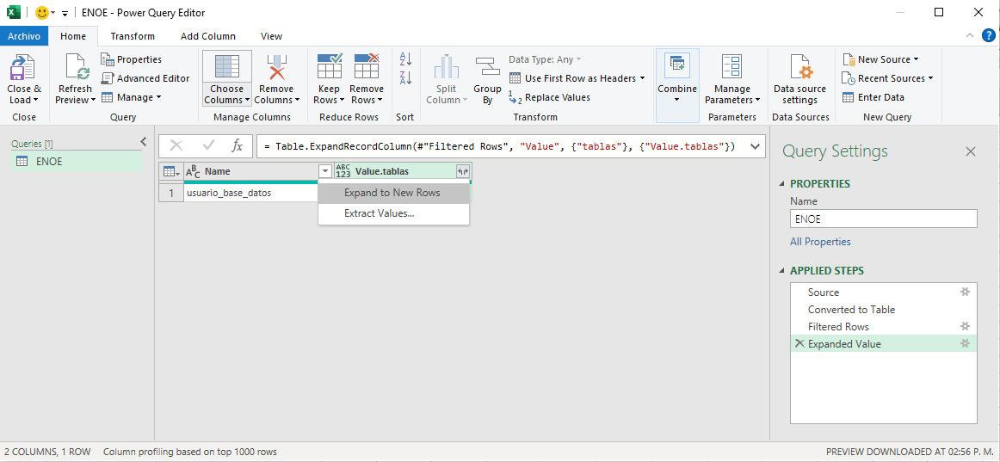 ENOE - Power Query Editor
Archivo Home Transform Add Column View
Close & Load
Close
Refresh Preview
Properties
Advanced Editor
Manage
Query
Choose Columns
Remove Columns
Manage Columns
Keep Rows
Remove Rows
Reduce Rows
A Z
Z A
Sort
Split Column
Group By
Data Type: Any
Use First Row as Headers
1 2 Replace Values
Transform
Combine
Manage Parameters
Parameters
Data source settings
Data Sources
New Source
Recent Sources
Enter Data
New Query
Queries [1]
ENOE
fx = Table.ExpandRecordColumn(#"Filtered Rows", "Value", {"tablas"}, {"Value.tablas"})
ABC Name ABC 123 Value.tablas
1 usuario_base_datos
Expand to New Rows
Extract Values...
Query Settings
PROPERTIES
Name
ENOE
All Properties
APPLIED STEPS
Source
Converted to Table
Filtered Rows
Expanded Value
2 COLUMNS, 1 ROW Column profiling based on top 1000 rows PREVIEW DOWNLOADED AT 02:56 P. M.